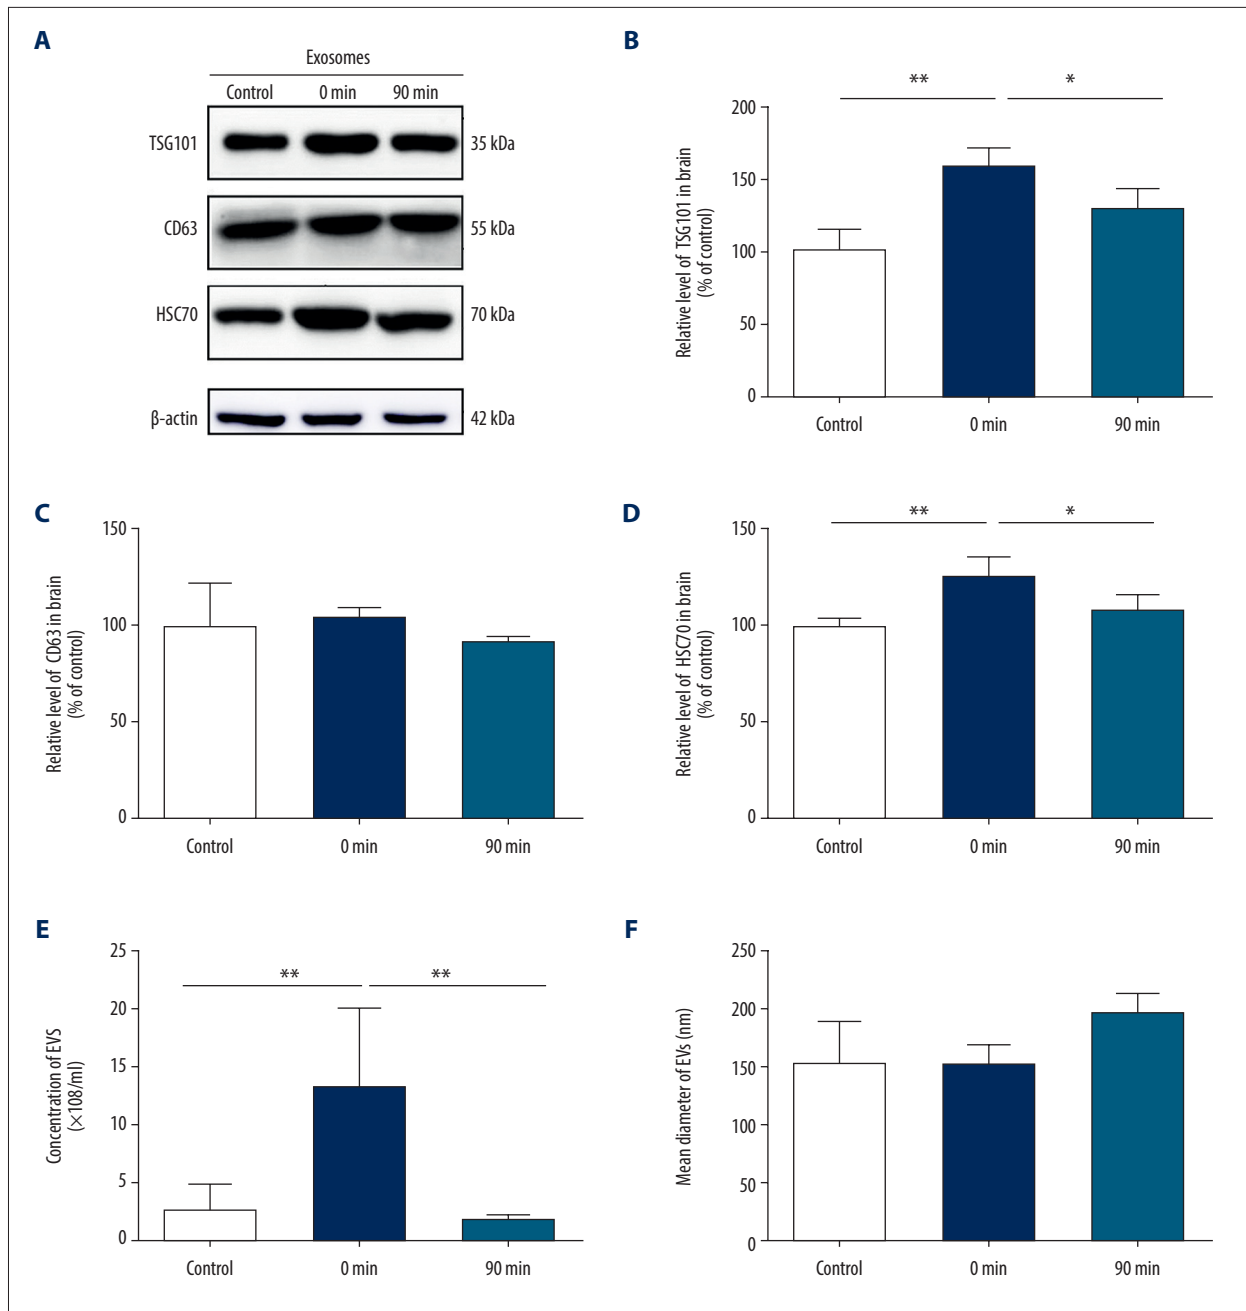 A
Exosomes
Control 0 min 90 min
TSG101 35 kDa
CD63 55 kDa
HSC70 70 kDa
β-actin 42 kDa
B
** *
Relative level of TSG101 in brain
(% of control)
200
150
100
50
0
Control 0 min 90 min
C
Relative level of CD63 in brain
(% of control)
150
100
50
0
Control 0 min 90 min
D
** *
Relative level of HSC70 in brain
(% of control)
150
100
50
0
Control 0 min 90 min
E
** **
Concentration of EVS
(×108/ml)
25
20
15
10
5
0
Control 0 min 90 min
F
Mean diameter of EVs (nm)
250
200
150
100
50
0
Control 0 min 90 min